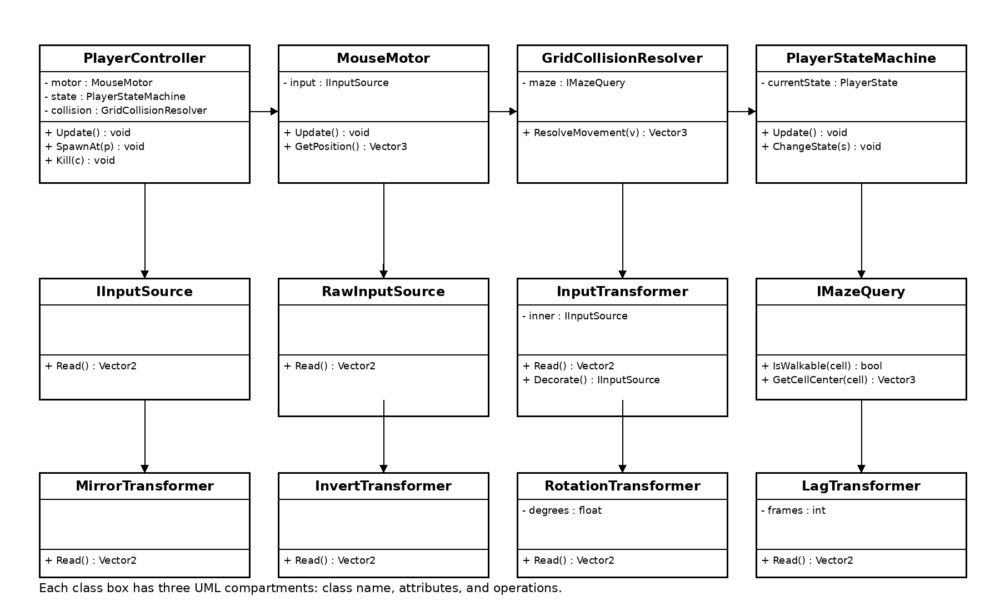 PlayerController
- motor : MouseMotor
- state : PlayerStateMachine
- collision : GridCollisionResolver
+ Update() : void
+ SpawnAt(p) : void
+ Kill(c) : void
MouseMotor
- input : IInputSource
+ Update() : void
+ GetPosition() : Vector3
GridCollisionResolver
- maze : IMazeQuery
+ ResolveMovement(v) : Vector3
PlayerStateMachine
- currentState : PlayerState
+ Update() : void
+ ChangeState(s) : void
IInputSource
+ Read() : Vector2
RawInputSource
+ Read() : Vector2
InputTransformer
- inner : IInputSource
+ Read() : Vector2
+ Decorate() : IInputSource
IMazeQuery
+ IsWalkable(cell) : bool
+ GetCellCenter(cell) : Vector3
MirrorTransformer
+ Read() : Vector2
InvertTransformer
+ Read() : Vector2
RotationTransformer
- degrees : float
+ Read() : Vector2
LagTransformer
- frames : int
+ Read() : Vector2
Each class box has three UML compartments: class name, attributes, and operations.